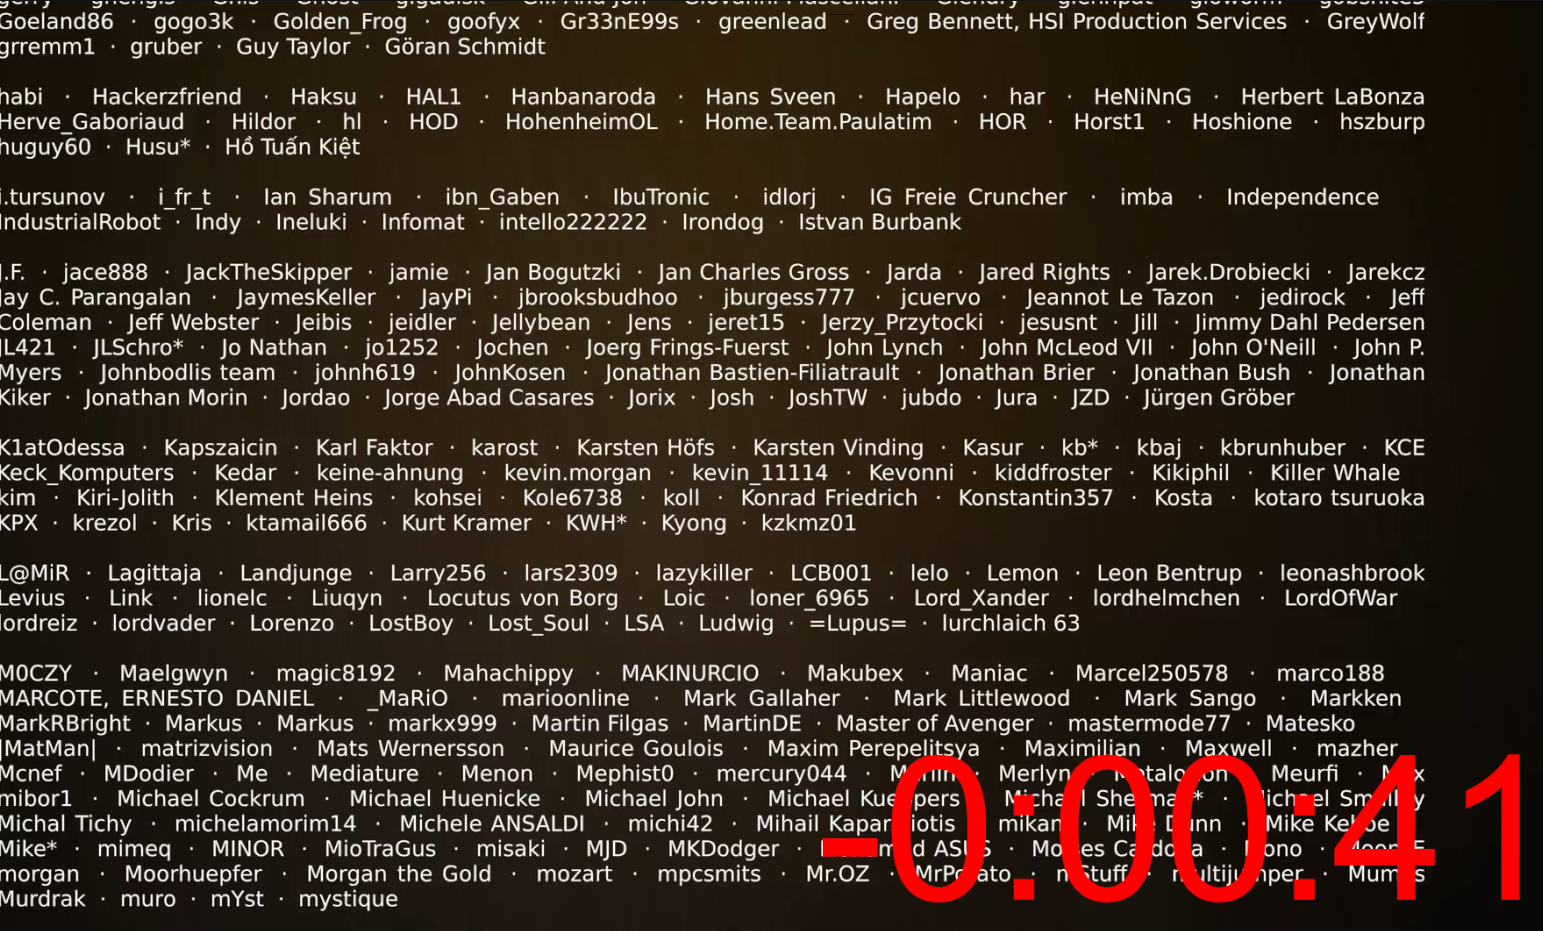 Goeland86 · gogo3k · Golden_Frog · goofyx · Gr33nE99s · greenlead · Greg Bennett, HSI Production Services · GreyWolf
grremm1 · gruber · Guy Taylor · Göran Schmidt
habi · Hackerzfriend · Haksu · HAL1 · Hanbanaroda · Hans Sveen · Hapelo · har · HeNiNnG · Herbert LaBonza
Herve_Gaboriaud · Hildor · hl · HOD · HohenheimOL · Home.Team.Paulatim · HOR · Horst1 · Hoshione · hszburp
huguy60 · Husu* · Hồ Tuấn Kiệt
i.tursunov · i_fr_t · Ian Sharum · ibn_Gaben · IbuTronic · idlorj · IG Freie Cruncher · imba · Independence
IndustrialRobot · Indy · Ineluki · Infomat · intello222222 · Irondog · Istvan Burbank
J.F. · jace888 · JackTheSkipper · jamie · Jan Bogutzki · Jan Charles Gross · Jarda · Jared Rights · Jarek.Drobiecki · Jarekcz
Jay C. Parangalan · JaymesKeller · JayPi · jbrooksbudhoo · jburgess777 · jcuervo · Jeannot Le Tazon · jedirock · Jeff
Coleman · Jeff Webster · Jeibis · jeidler · Jellybean · Jens · jeret15 · Jerzy_Przytocki · jesusnt · Jill · Jimmy Dahl Pedersen
JL421 · JLSchro* · Jo Nathan · jo1252 · Jochen · Joerg Frings-Fuerst · John Lynch · John McLeod VII · John O'Neill · John P.
Myers · Johnbodlis team · johnh619 · JohnKosen · Jonathan Bastien-Filiatrault · Jonathan Brier · Jonathan Bush · Jonathan
Kiker · Jonathan Morin · Jordao · Jorge Abad Casares · Jorix · Josh · JoshTW · jubdo · Jura · JZD · Jürgen Gröber
K1atOdessa · Kapszaicin · Karl Faktor · karost · Karsten Höfs · Karsten Vinding · Kasur · kb* · kbaj · kbrunhuber · KCE
Keck_Komputers · Kedar · keine-ahnung · kevin.morgan · kevin_11114 · Kevonni · kiddfroster · Kikiphil · Killer Whale
kim · Kiri-Jolith · Klement Heins · kohsei · Kole6738 · koll · Konrad Friedrich · Konstantin357 · Kosta · kotaro tsuruoka
KPX · krezol · Kris · ktamail666 · Kurt Kramer · KWH* · Kyong · kzkmz01
L@MiR · Lagittaja · Landjunge · Larry256 · lars2309 · lazykiller · LCB001 · lelo · Lemon · Leon Bentrup · leonashbrook
Levius · Link · lionelc · Liuqyn · Locutus von Borg · Loic · loner_6965 · Lord_Xander · lordhelmchen · LordOfWar
lordreiz · lordvader · Lorenzo · LostBoy · Lost_Soul · LSA · Ludwig · =Lupus= · lurchlaich 63
M0CZY · Maelgwyn · magic8192 · Mahachippy · MAKINURCIO · Makubex · Maniac · Marcel250578 · marco188
MARCOTE, ERNESTO DANIEL · _MaRiO · marioonline · Mark Gallaher · Mark Littlewood · Mark Sango · Markken
MarkRBright · Markus · Markus · markx999 · Martin Filgas · MartinDE · Master of Avenger · mastermode77 · Matesko
|MatMan| · matrizvision · Mats Wernersson · Maurice Goulois · Maxim Perepelitsya · Maximilian · Maxwell · mazher
Mcnef · MDodier · Me · Mediature · Menon · Mephist0 · mercury044 · Merlyn · Meurfi
mibor1 · Michael Cockrum · Michael Huenicke · Michael John · Michael · Michael
Michal Tichy · michelamorim14 · Michele ANSALDI · michi42 · Mihail · mikan · Mike · Mike
Mike* · mimeq · MINOR · MioTraGus · misaki · MJD · MKDodger · ASUS
morgan · Moorhuepfer · Morgan the Gold · mozart · mpcsmits · Mr.OZ · MrPotato
Murdrak · muro · mYst · mystique
-0:00:41